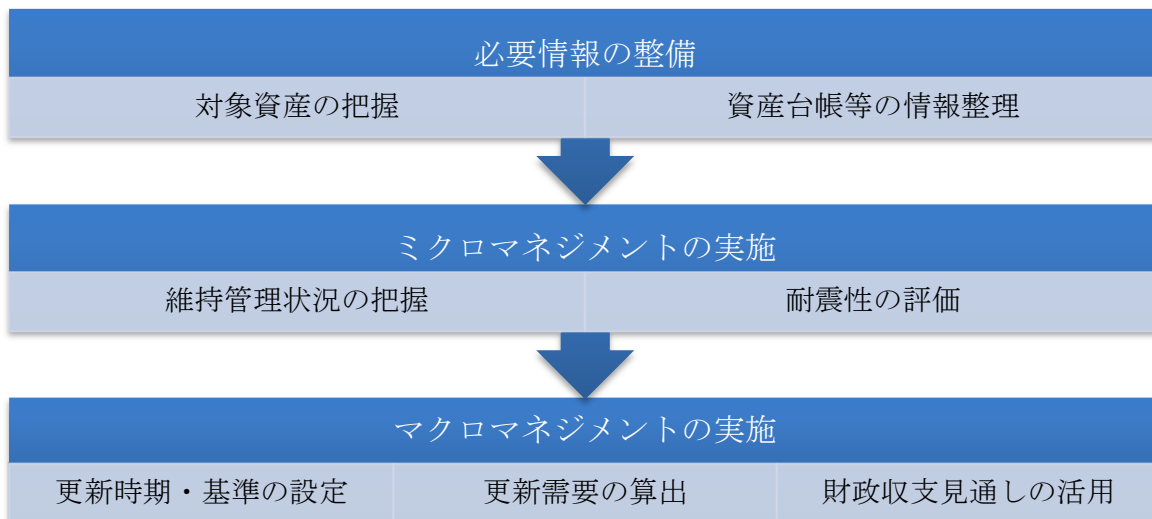 必要情報の整備
対象資産の把握
資産台帳等の情報整理
ミクロマネジメントの実施
維持管理状況の把握
耐震性の評価
マクロマネジメントの実施
更新時期・基準の設定
更新需要の算出
財政収支見通しの活用